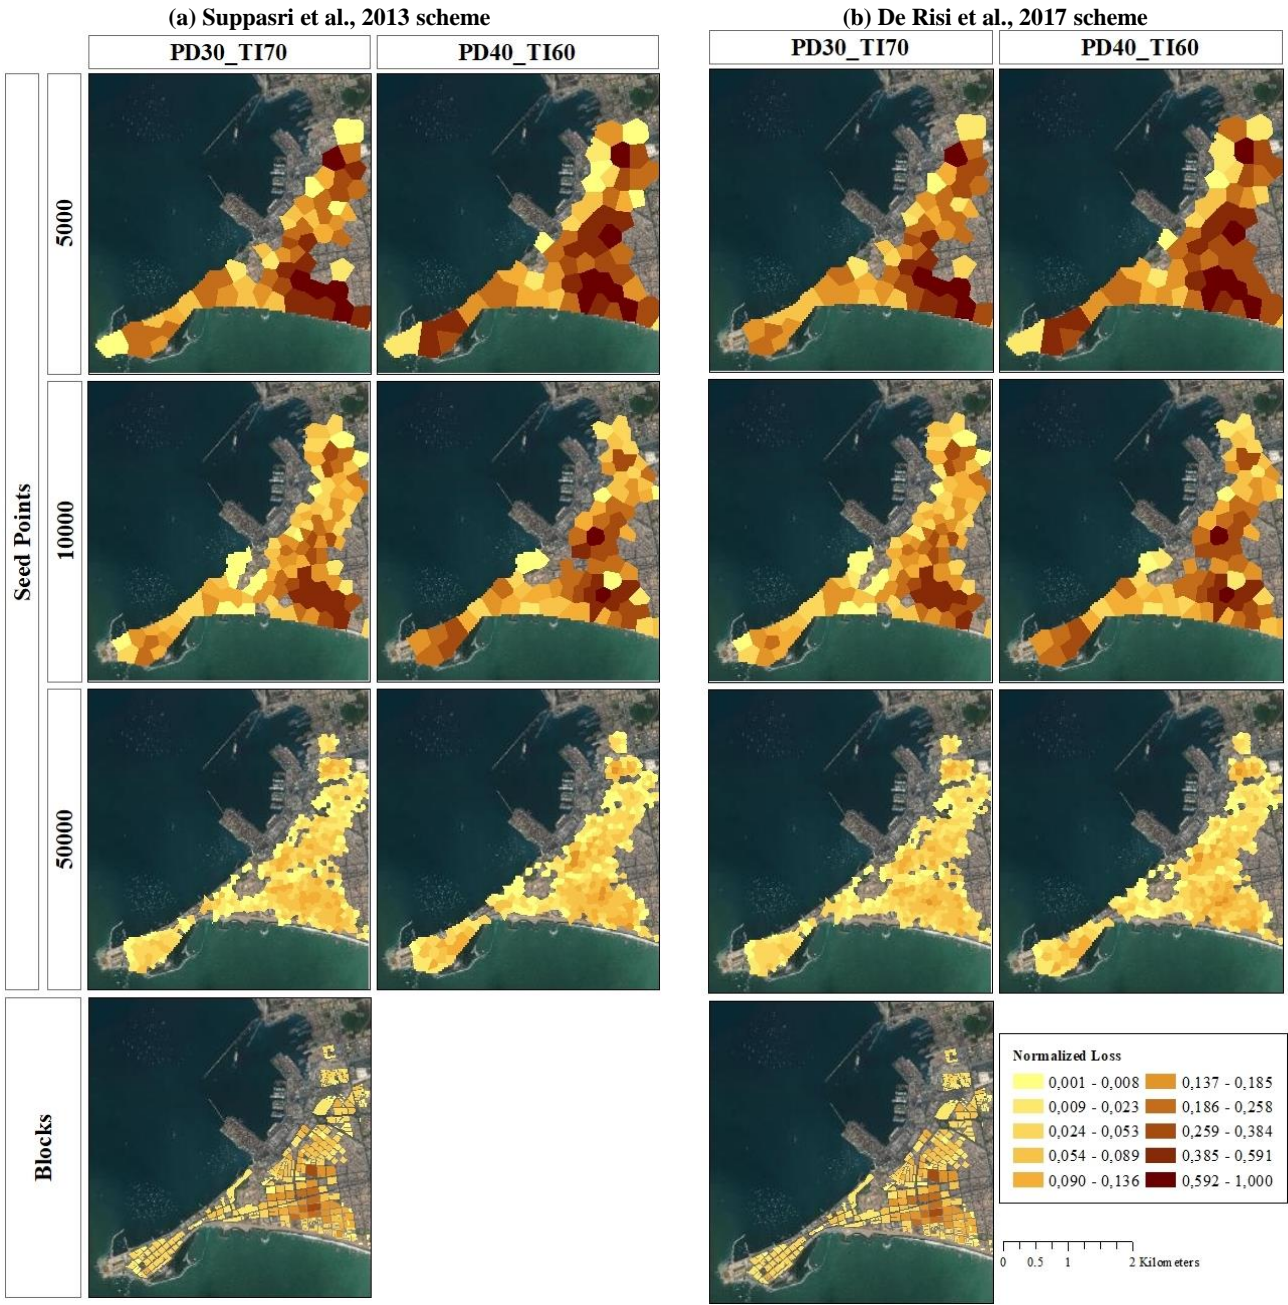 (a) Suppasri et al., 2013 scheme
(b) De Risi et al., 2017 scheme
PD30_TI70
PD40_TI60
PD30_TI70
PD40_TI60
Seed Points
5000
10000
50000
Blocks
Normalized Loss
0,001 - 0,008
0,137 - 0,185
0,009 - 0,023
0,186 - 0,258
0,024 - 0,053
0,259 - 0,384
0,054 - 0,089
0,385 - 0,591
0,090 - 0,136
0,592 - 1,000
0 0.5 1 2 Kilometers